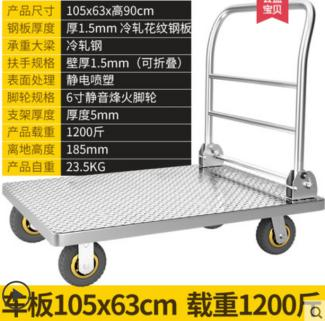 宝贝
产品尺寸 105x63x高90cm
钢板厚度 厚1.5mm 冷轧花纹钢板
承重大梁 冷轧钢
扶手规格 壁厚1.5mm（可折叠）
表面处理 静电喷塑
脚轮规格 6寸静音烽火脚轮
支架厚度 厚度5mm
产品载重 1200斤
离地高度 185mm
产品自重 23.5KG
车板105x63cm 载重1200斤